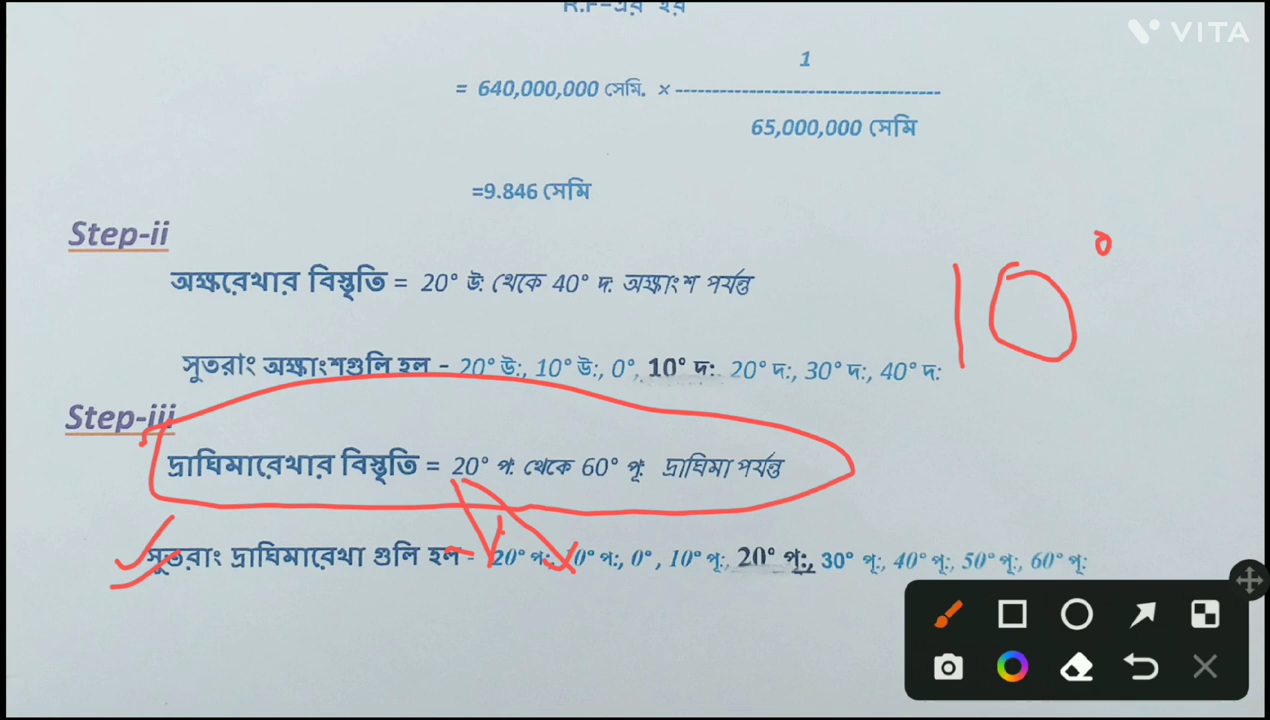 R.F-এর হর
VITA
1
= 640,000,000 সেমি. × ------------------------------------
65,000,000 সেমি
=9.846 সেমি
Step-ii
অক্ষরেখার বিস্তৃতি = 20° উ: থেকে 40° দ: অক্ষাংশ পর্যন্ত
10°
সুতরাং অক্ষাংশগুলি হল - 20° উ:, 10° উ:, 0°, 10° দ: 20° দ:, 30° দ:, 40° দ:
Step-iii
দ্রাঘিমারেখার বিস্তৃতি = 20° প: থেকে 60° পূ: দ্রাঘিমা পর্যন্ত
সুতরাং দ্রাঘিমারেখা গুলি হল - 20° প:, 10° প:, 0°, 10° পূ:, 20° পূ:, 30° পূ:, 40° পূ:, 50° পূ:, 60° পূ: